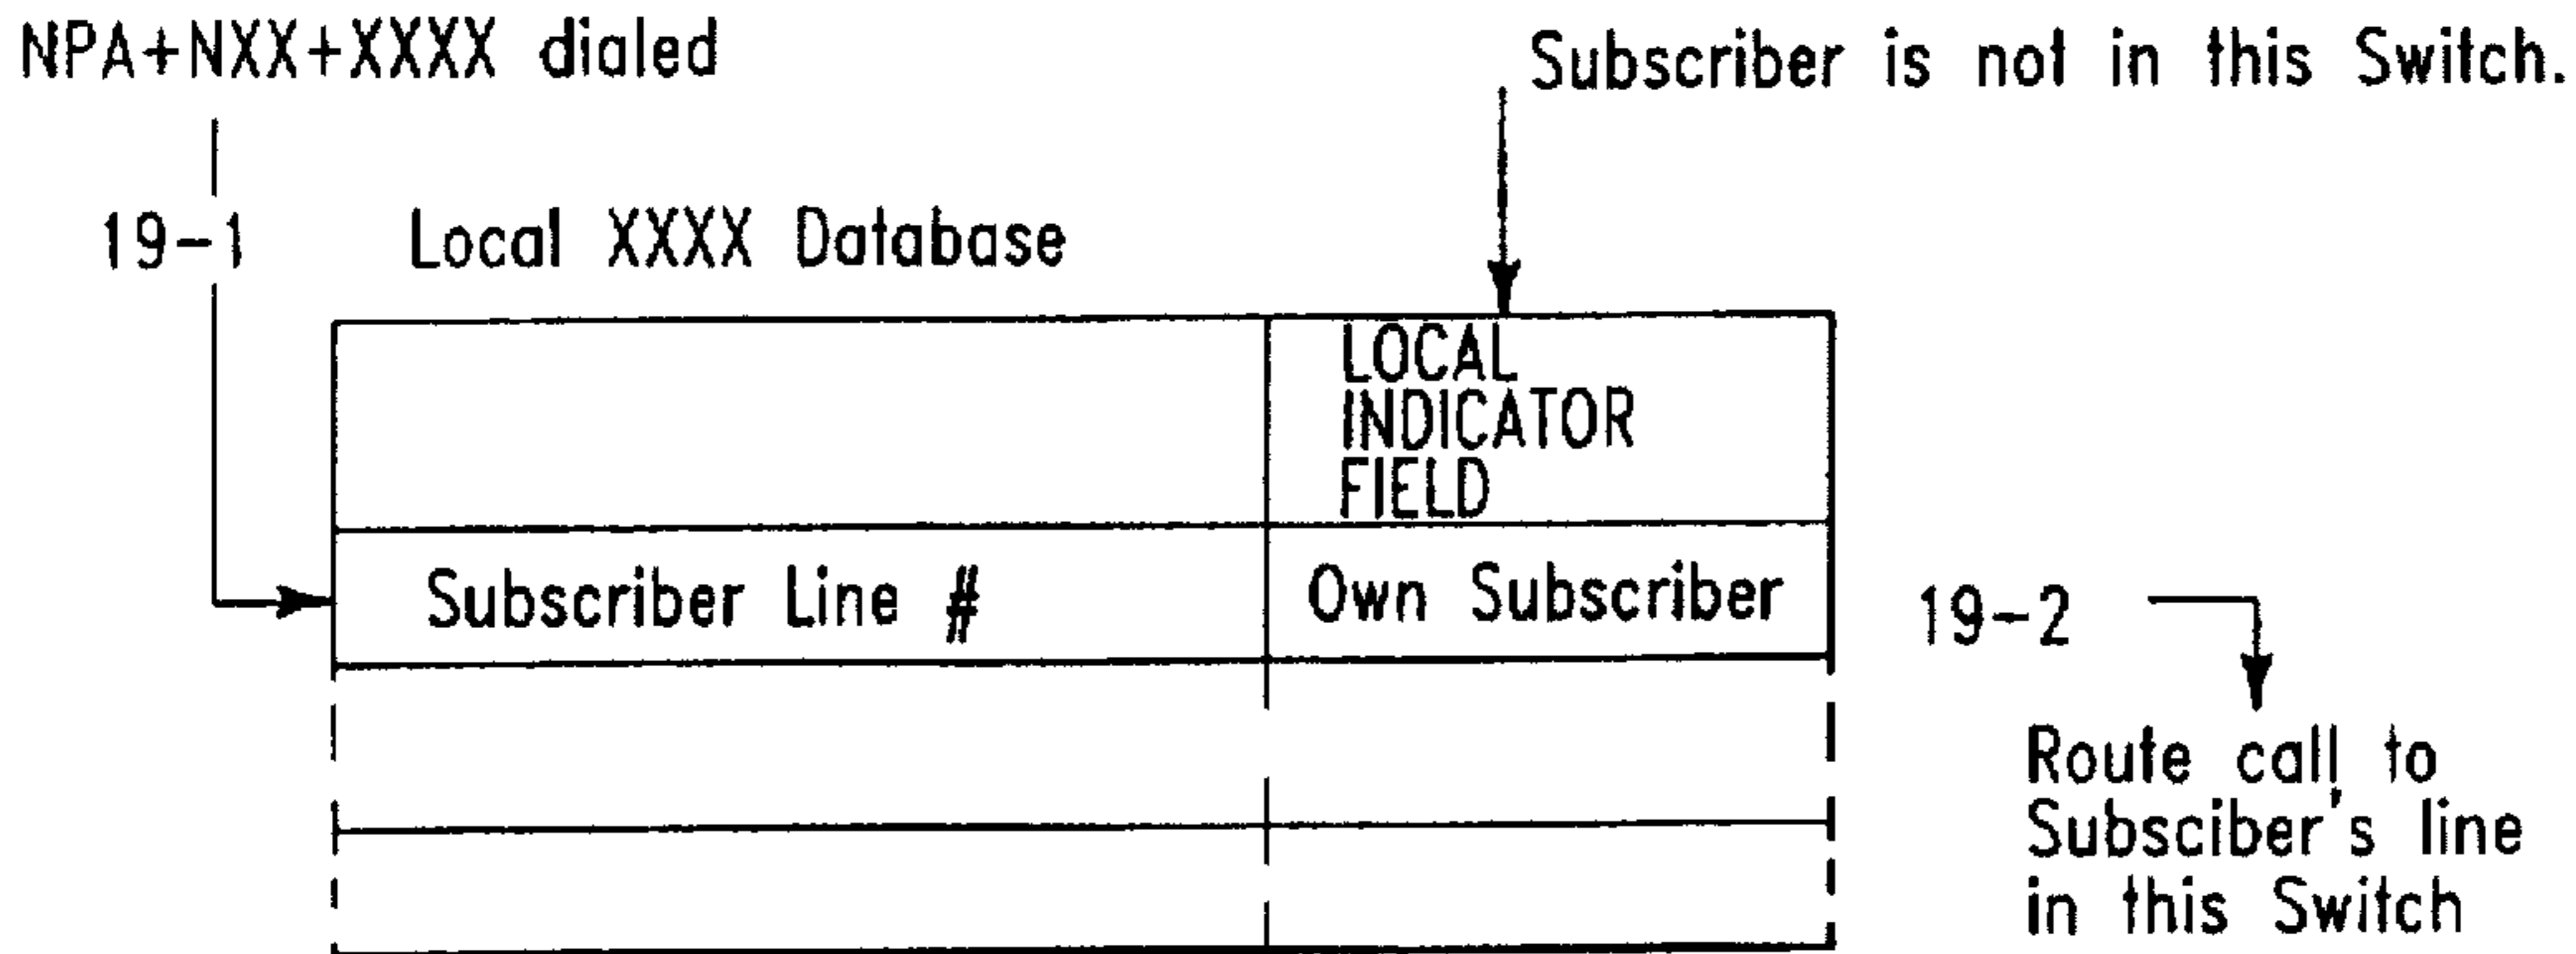 NPA+NXX+XXXX dialed
Subscriber is not in this Switch.
19-1
Local XXXX Database
LOCAL
INDICATOR
FIELD
Subscriber Line #
Own Subscriber
19-2
Route call to
Subsciber's line
in this Switch